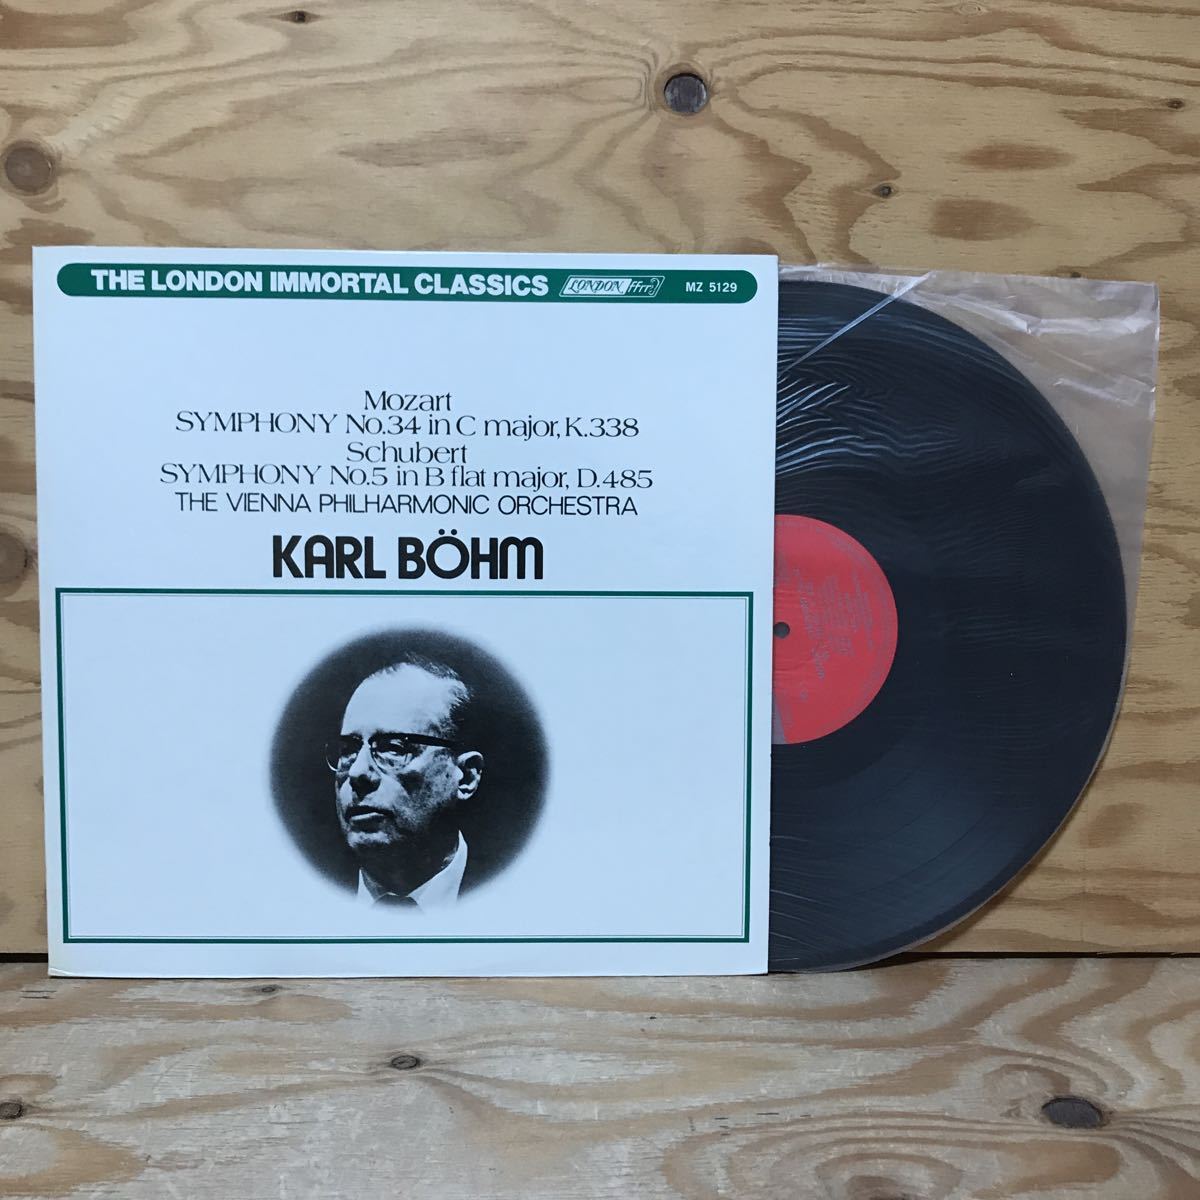 THE LONDON IMMORTAL CLASSICS LONDON ffrr MZ 5129
Mozart
SYMPHONY No.34 in C major, K.338
Schubert
SYMPHONY No.5 in B flat major, D.485
THE VIENNA PHILHARMONIC ORCHESTRA
KARL BÖHM